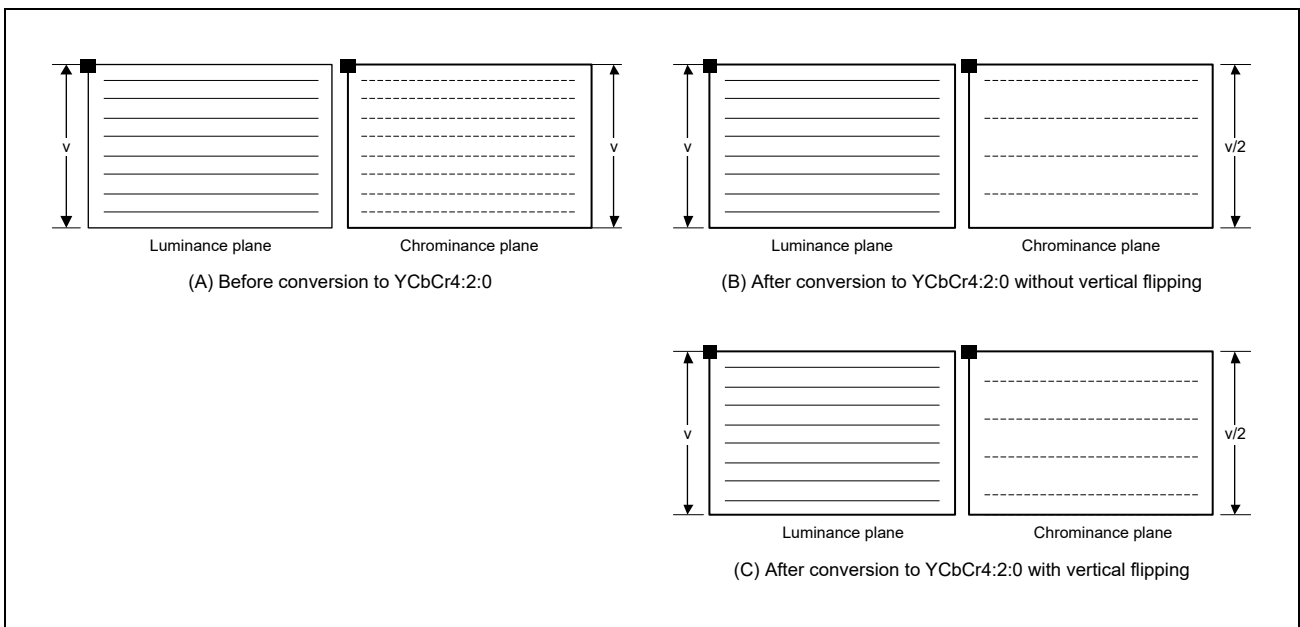 v
v
Luminance plane
Chrominance plane
(A) Before conversion to YCbCr4:2:0
v
v/2
Luminance plane
Chrominance plane
(B) After conversion to YCbCr4:2:0 without vertical flipping
v
v/2
Luminance plane
Chrominance plane
(C) After conversion to YCbCr4:2:0 with vertical flipping